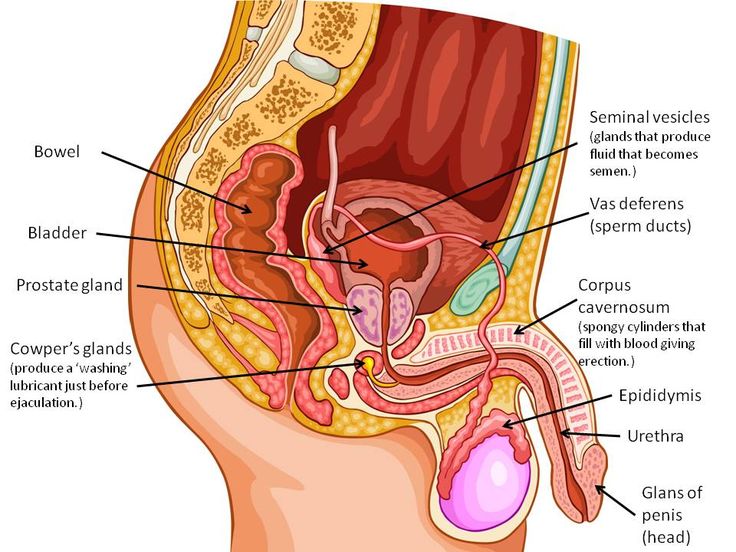 Bowel
Bladder
Prostate gland
Cowper's glands
(produce a 'washing'
lubricant just before
ejaculation.)
Seminal vesicles
(glands that produce
fluid that becomes
semen.)
Vas deferens
(sperm ducts)
Corpus
cavernosum
(spongy cylinders that
fill with blood giving
erection.)
Epididymis
Urethra
Glans of
penis
(head)